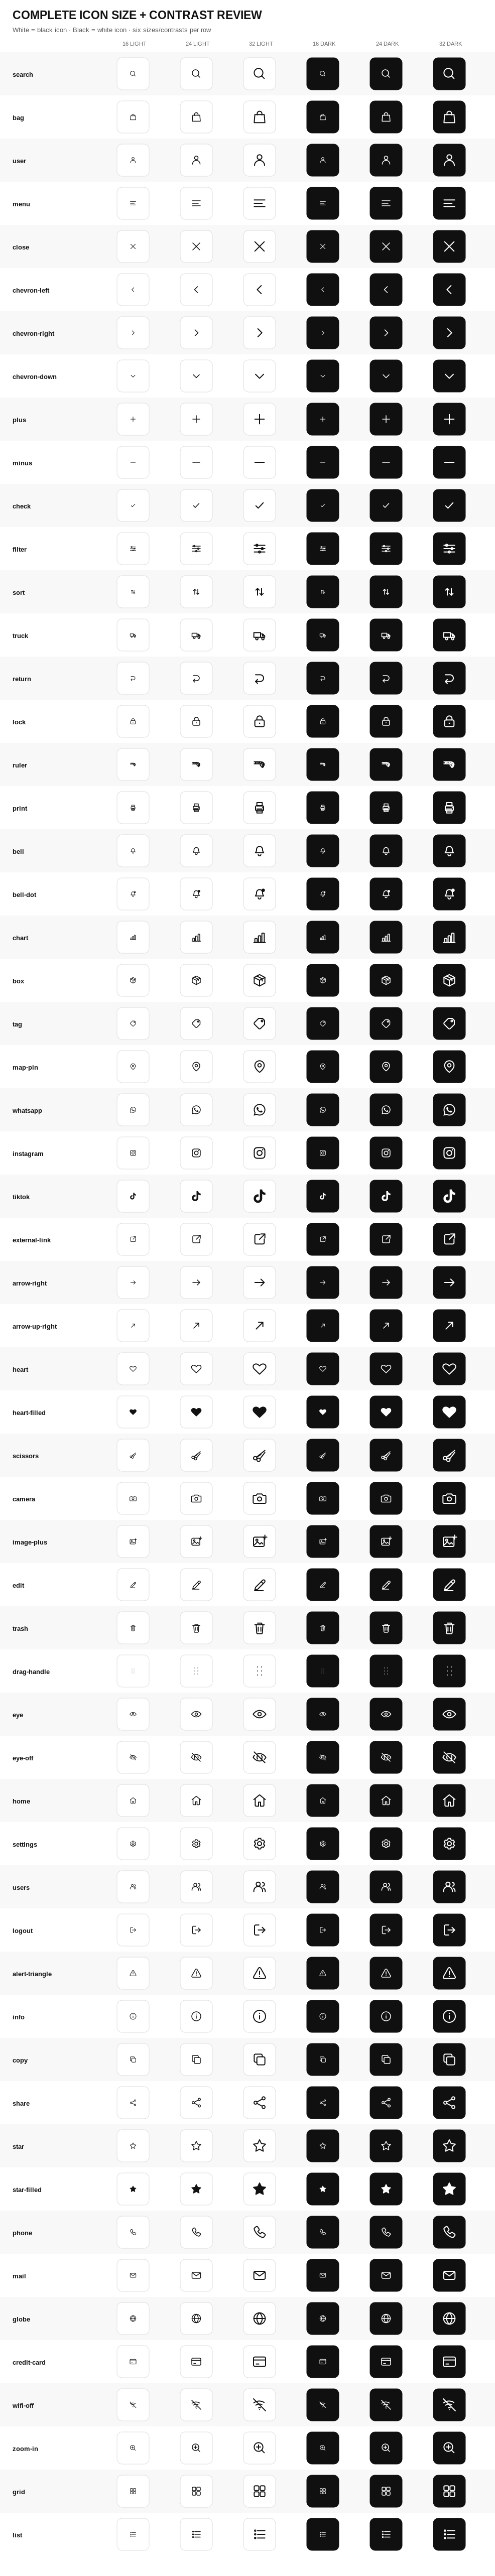 COMPLETE ICON SIZE + CONTRAST REVIEW
White = black icon · Black = white icon · six sizes/contrasts per row
16 LIGHT 24 LIGHT 32 LIGHT 16 DARK 24 DARK 32 DARK
search
bag
user
menu
close
chevron-left
chevron-right
chevron-down
plus
minus
check
filter
sort
truck
return
lock
ruler
print
bell
bell-dot
chart
box
tag
map-pin
whatsapp
instagram
tiktok
external-link
arrow-right
arrow-up-right
heart
heart-filled
scissors
camera
image-plus
edit
trash
drag-handle
eye
eye-off
home
settings
users
logout
alert-triangle
info
copy
share
star
star-filled
phone
mail
globe
credit-card
wifi-off
zoom-in
grid
list